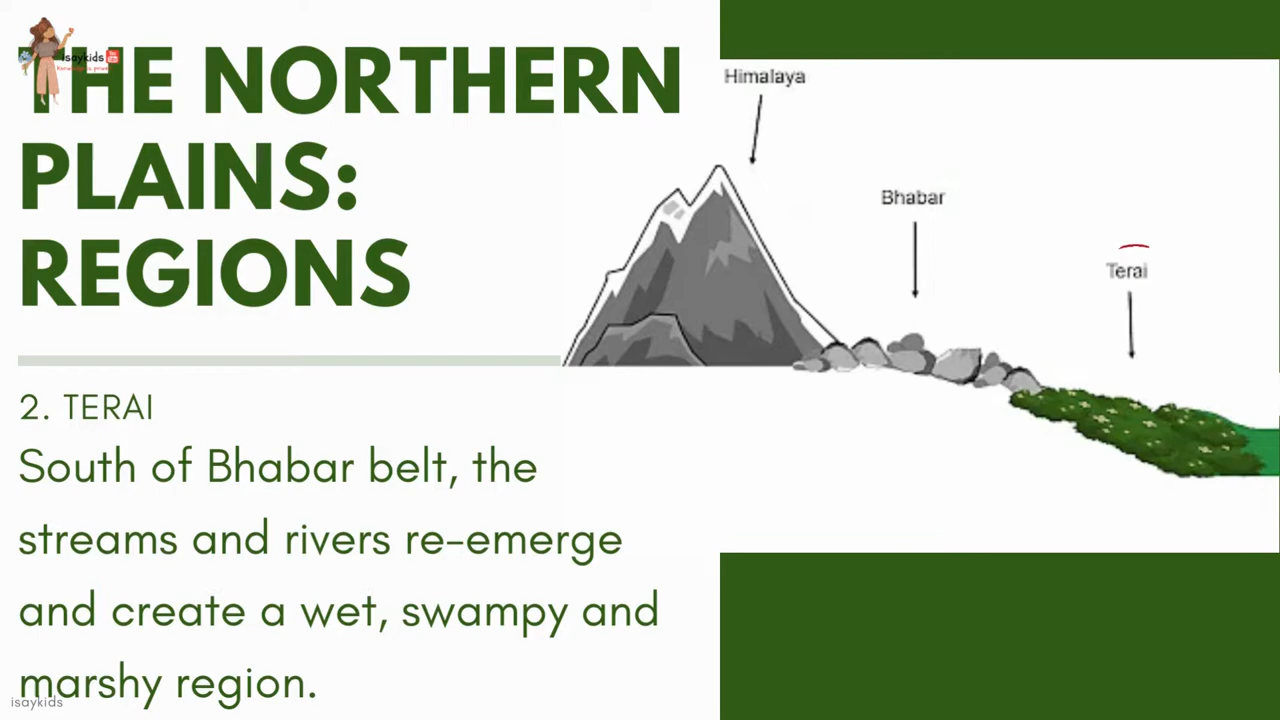 THE NORTHERN
PLAINS:
REGIONS
isaykids
2. TERAI
South of Bhabar belt, the
streams and rivers re-emerge
and create a wet, swampy and
marshy region.
Himalaya
Bhabar
Terai
isaykids